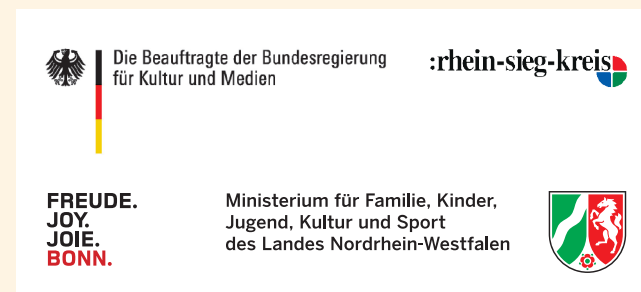 Die Beauftragte der Bundesregierung
für Kultur und Medien
:rhein-sieg-kreis
FREUDE.
JOY.
JOIE.
BONN.
Ministerium für Familie, Kinder,
Jugend, Kultur und Sport
des Landes Nordrhein-Westfalen